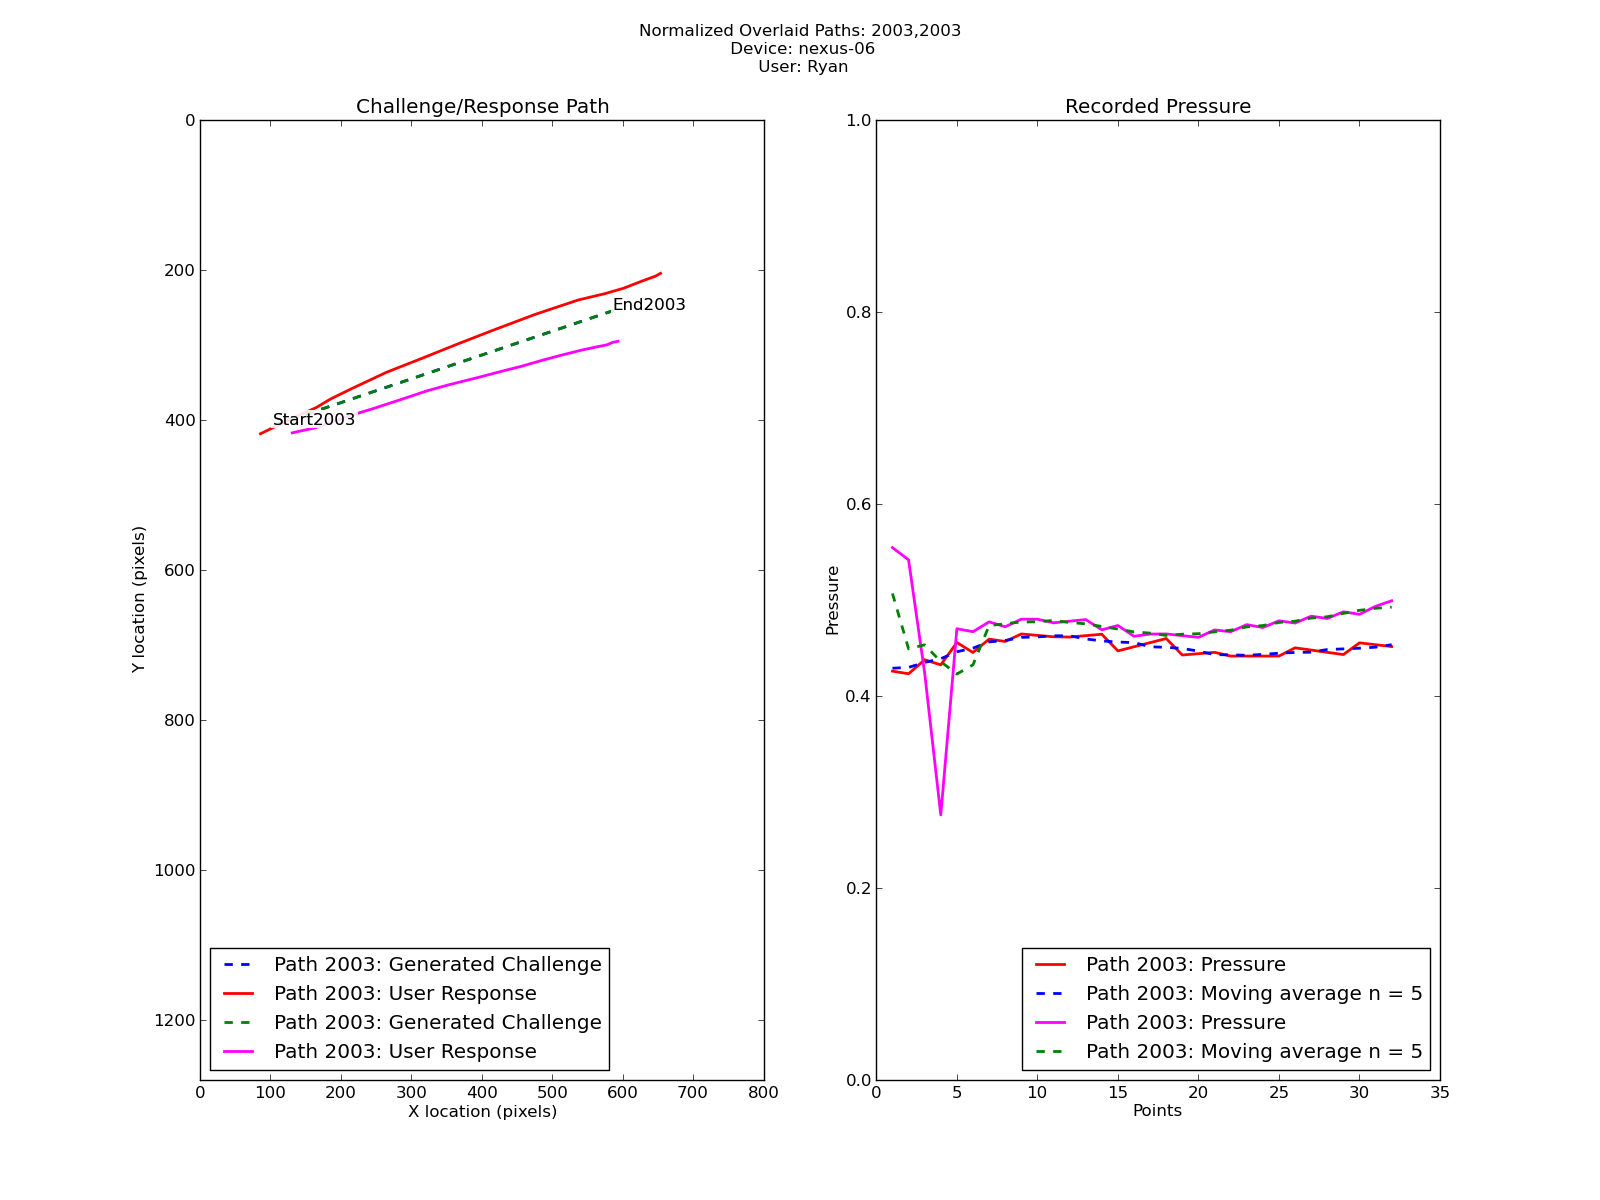 Normalized Overlaid Paths: 2003,2003
Device: nexus-06
User: Ryan
Challenge/Response Path
0
200
400
600
800
1000
1200
Y location (pixels)
End2003
Start2003
Path 2003: Generated Challenge
Path 2003: User Response
Path 2003: Generated Challenge
Path 2003: User Response
0 100 200 300 400 500 600 700 800
X location (pixels)
Recorded Pressure
1.0
0.8
0.6
0.4
0.2
0.0
Pressure
Path 2003: Pressure
Path 2003: Moving average n = 5
Path 2003: Pressure
Path 2003: Moving average n = 5
0 5 10 15 20 25 30 35
Points